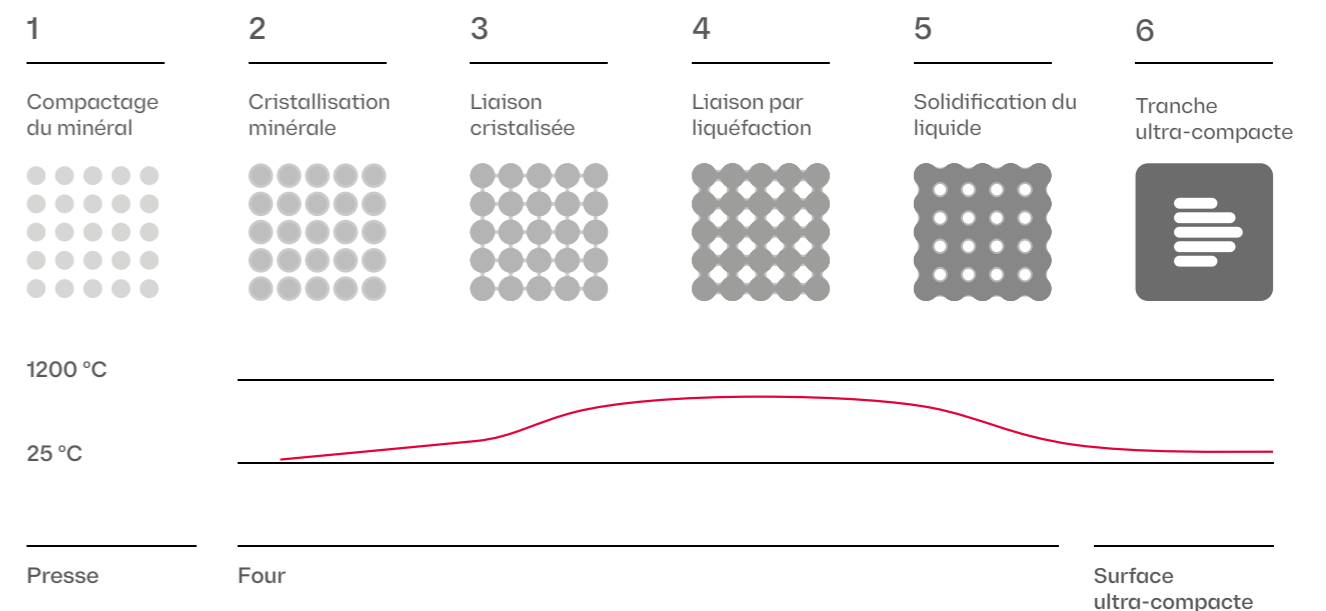 1
Compactage
du minéral
2
Cristallisation
minérale
3
Liaison
cristalisée
4
Liaison par
liquéfaction
5
Solidification du
liquide
6
Tranche
ultra-compacte
1200 °C
25 °C
Presse
Four
Surface
ultra-compacte